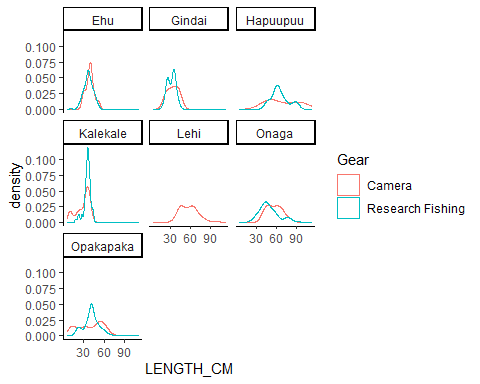 Ehu Gindai Hapuupuu
0.100
0.075
0.050
0.025
0.000
Kalekale Lehi Onaga
0.100
0.075
0.050
0.025
0.000
30 60 90 30 60 90
Opakapaka
0.100
0.075
0.050
0.025
0.000
30 60 90
density
LENGTH_CM
Gear
Camera
Research Fishing